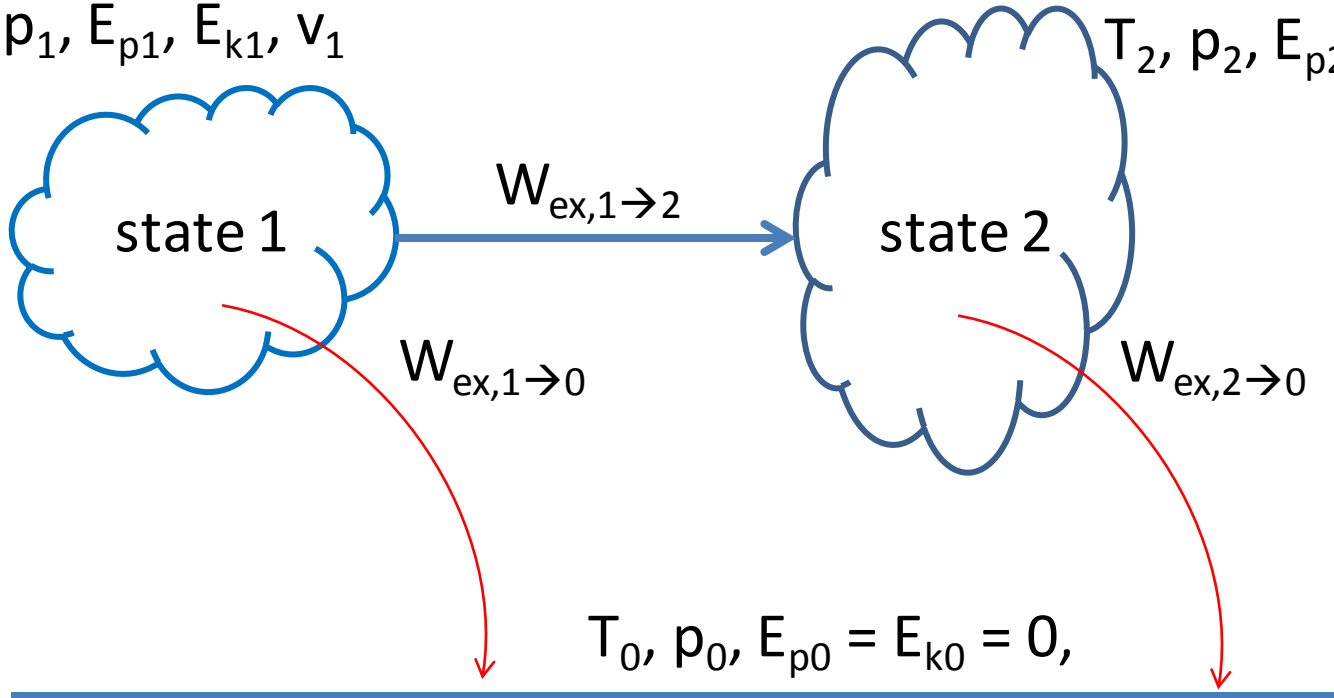 p₁, Eₚ₁, Eₖ₁, v₁
T₂, p₂, Eₚ₂
Wₑₓ,₁→₂
state 1
state 2
Wₑₓ,₁→₀
Wₑₓ,₂→₀
T₀, p₀, Eₚ₀ = Eₖ₀ = 0,